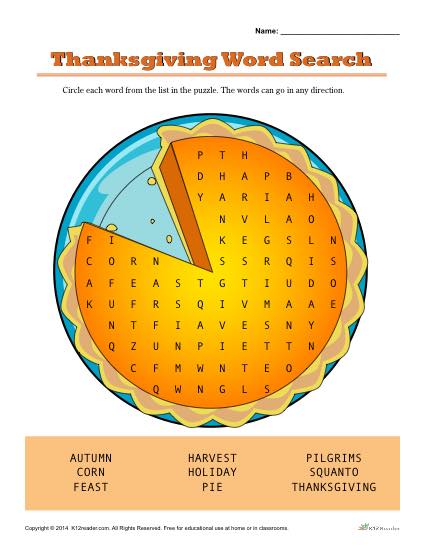 Name:
Thanksgiving Word Search
Circle each word from the list in the puzzle. The words can go in any direction.
P T H
D H A P B
Y A R I A H
N V L A O
F I K E G S L N
C O R N S S R Q I S
A F E A S T G T I U D O
K U F R S Q I V M A A E
N T F I A V E S N Y
Q Z U N P I E T T N
C F M W N T E O
Q W N G L S
AUTUMN HARVEST PILGRIMS
CORN HOLIDAY SQUANTO
FEAST PIE THANKSGIVING
Copyright © 2014 K12reader.com. All Rights Reserved. Free for educational use at home or in classrooms.
K12Reader